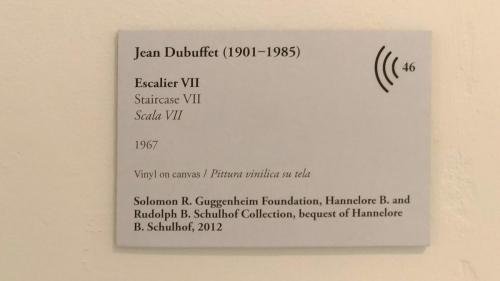 Jean Dubuffet (1901–1985)
46
Escalier VII
Staircase VII
Scala VII
1967
Vinyl on canvas / Pittura vinilica su tela
Solomon R. Guggenheim Foundation, Hannelore B. and
Rudolph B. Schulhof Collection, bequest of Hannelore
B. Schulhof, 2012